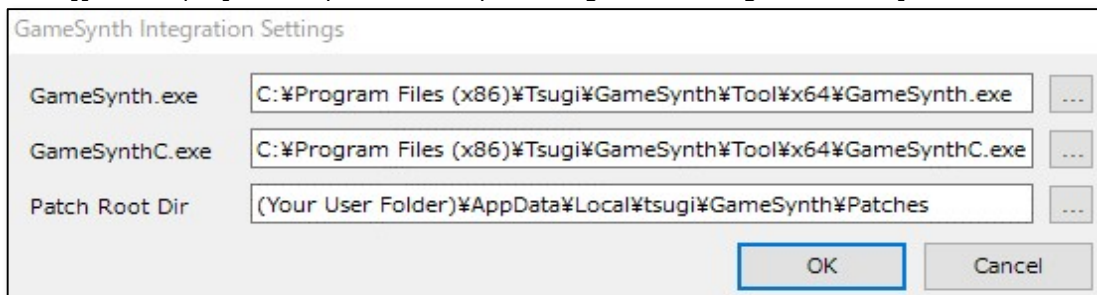 GameSynth Integration Settings
GameSynth.exe C:¥Program Files (x86)¥Tsugi¥GameSynth¥Tool¥x64¥GameSynth.exe ...
GameSynthC.exe C:¥Program Files (x86)¥Tsugi¥GameSynth¥Tool¥x64¥GameSynthC.exe ...
Patch Root Dir (Your User Folder)¥AppData¥Local¥tsugi¥GameSynth¥Patches ...
OK Cancel